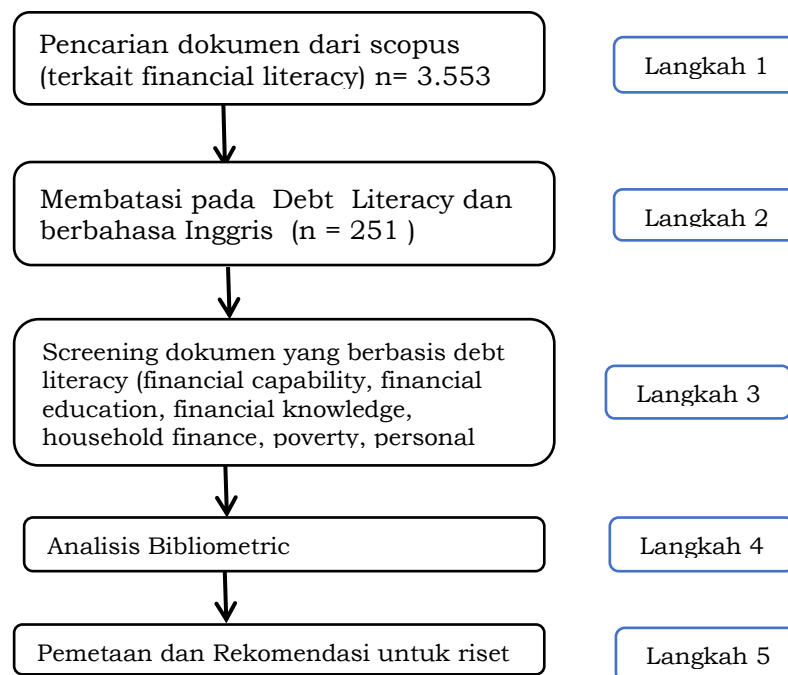 Pencarian dokumen dari scopus
(terkait financial literacy) n= 3.553
Langkah 1
Membatasi pada Debt Literacy dan
berbahasa Inggris (n = 251 )
Langkah 2
Screening dokumen yang berbasis debt
literacy (financial capability, financial
education, financial knowledge,
household finance, poverty, personal
Langkah 3
Analisis Bibliometric
Langkah 4
Pemetaan dan Rekomendasi untuk riset
Langkah 5